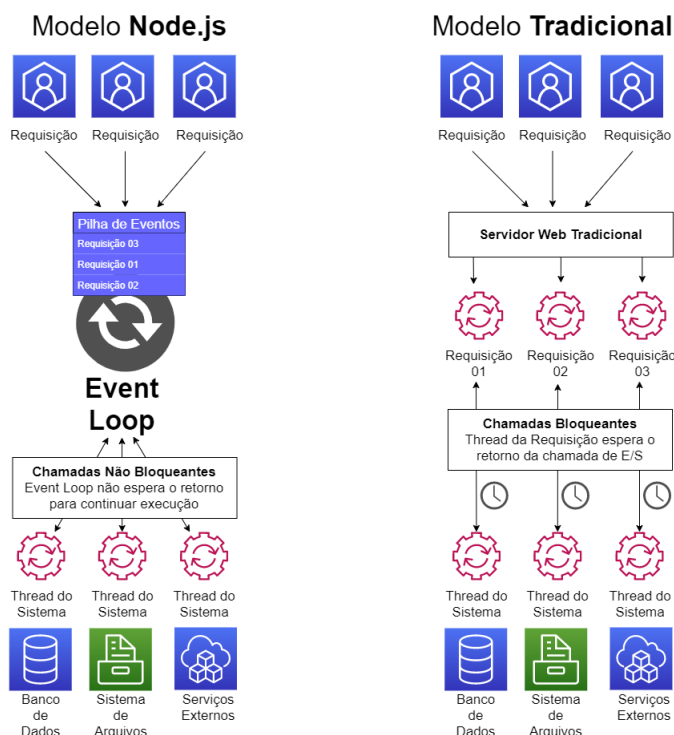 Modelo Node.js
Requisição
Requisição
Requisição
Pilha de Eventos
Requisição 03
Requisição 01
Requisição 02
Event
Loop
Chamadas Não Bloqueantes
Event Loop não espera o retorno
para continuar execução
Thread do
Sistema
Thread do
Sistema
Thread do
Sistema
Banco
de
Dados
Sistema
de
Arquivos
Serviços
Externos
Modelo Tradicional
Requisição
Requisição
Requisição
Servidor Web Tradicional
Requisição
01
Requisição
02
Requisição
03
Chamadas Bloqueantes
Thread da Requisição espera o
retorno da chamada de E/S
Thread do
Sistema
Thread do
Sistema
Thread do
Sistema
Banco
de
Dados
Sistema
de
Arquivos
Serviços
Externos